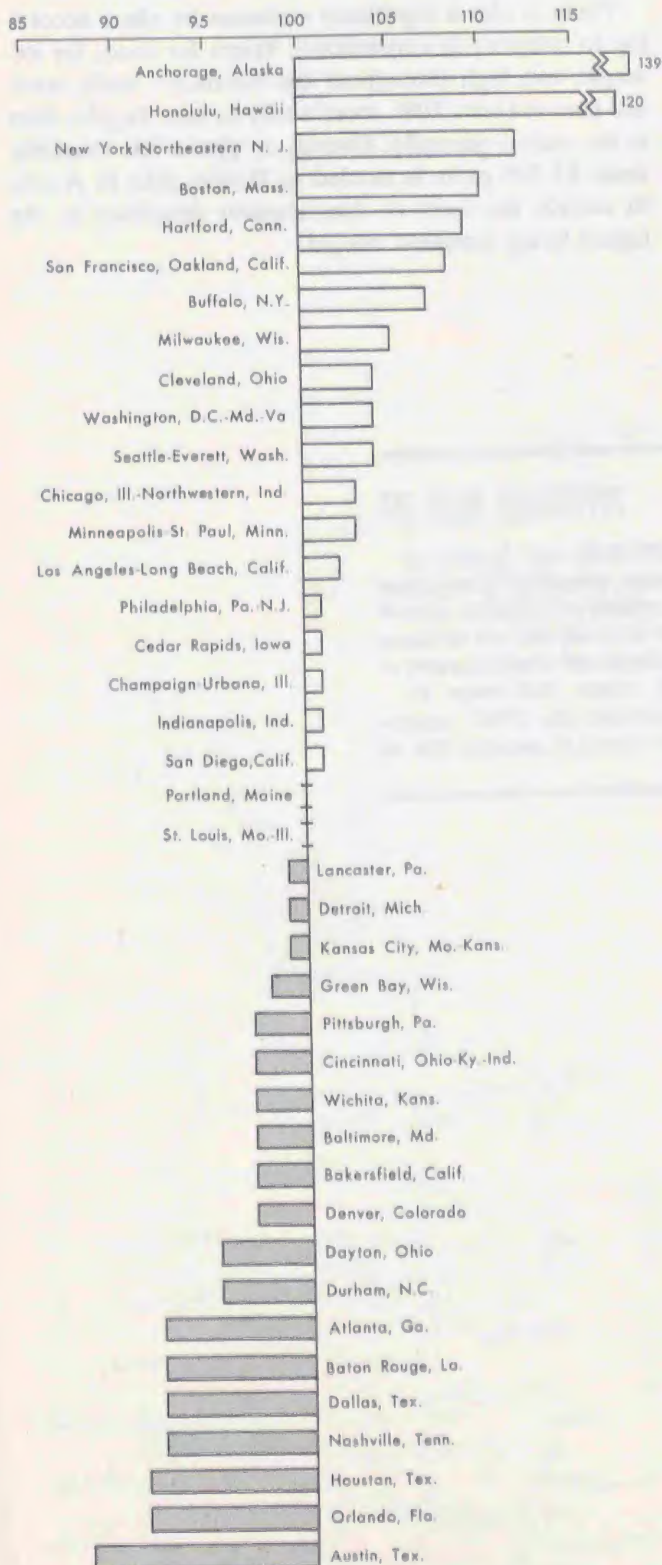 85 90 95 100 105 110 115
Anchorage, Alaska 139
Honolulu, Hawaii 120
New York-Northeastern N. J.
Boston, Mass.
Hartford, Conn.
San Francisco, Oakland, Calif.
Buffalo, N.Y.
Milwaukee, Wis.
Cleveland, Ohio
Washington, D.C.-Md.-Va
Seattle-Everett, Wash.
Chicago, Ill.-Northwestern, Ind
Minneapolis-St. Paul, Minn.
Los Angeles-Long Beach, Calif.
Philadelphia, Pa.-N.J.
Cedar Rapids, Iowa
Champaign-Urbana, Ill.
Indianapolis, Ind.
San Diego, Calif.
Portland, Maine
St. Louis, Mo.-Ill.
Lancaster, Pa.
Detroit, Mich
Kansas City, Mo.-Kans.
Green Bay, Wis.
Pittsburgh, Pa.
Cincinnati, Ohio-Ky.-Ind.
Wichita, Kans.
Baltimore, Md.
Bakersfield, Calif.
Denver, Colorado
Dayton, Ohio
Durham, N.C.
Atlanta, Ga.
Baton Rouge, La.
Dallas, Tex.
Nashville, Tenn.
Houston, Tex.
Orlando, Fla.
Austin, Tex.